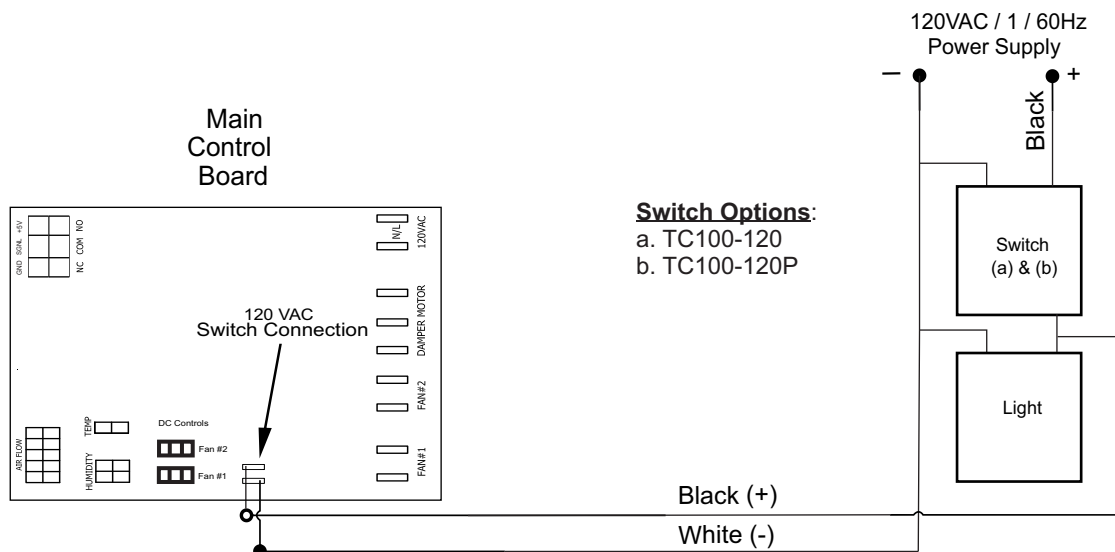 120VAC / 1 / 60Hz
Power Supply
— +
Black
Main
Control
Board
Switch Options:
a. TC100-120
b. TC100-120P
Switch
(a) & (b)
Light
GND SGNL +5V
NC COM NO
N/L
120VAC
120 VAC
Switch Connection
DAMPER MOTOR
FAN#2
FAN#1
TEMP
DC Controls
Fan #2
AIR FLOW
HUMIDITY
Fan #1
Black (+)
White (-)